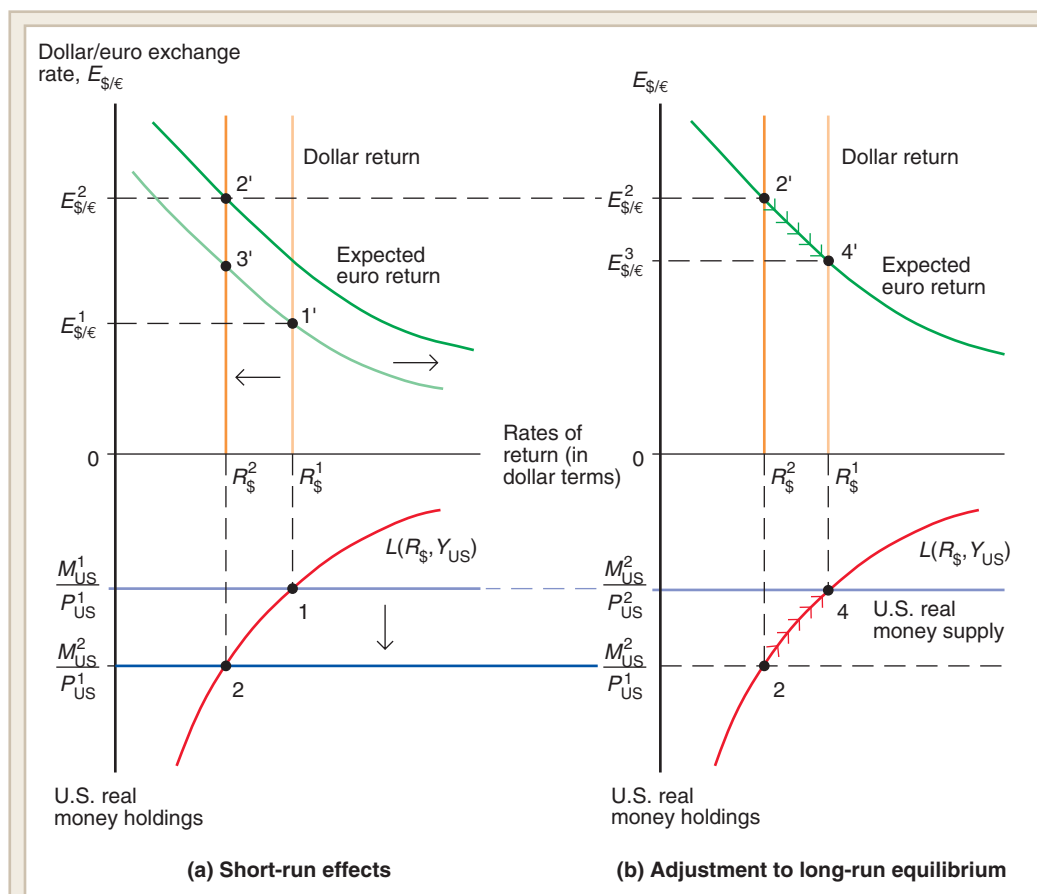 Dollar/euro exchange
rate, E$/€
E$/€
Dollar return
Dollar return
E²$/€
2'
E²$/€
2'
3'
Expected
euro return
E³$/€
4'
Expected
euro return
E¹$/€
1'
0
Rates of
return (in
dollar terms)
0
R²$
R¹$
R²$
R¹$
L(R$, YUS)
L(R$, YUS)
M¹US
P¹US
1
M²US
P²US
4
U.S. real
money supply
M²US
P¹US
2
M²US
P¹US
2
U.S. real
money holdings
U.S. real
money holdings
(a) Short-run effects
(b) Adjustment to long-run equilibrium